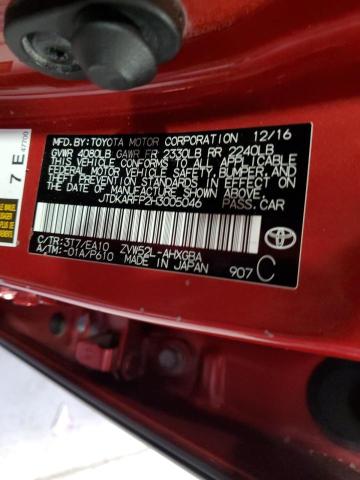 MFD.BY:TOYOTA MOTOR CORPORATION 12/16
GVWR 4080LB GAWR FR 2330LB RR 2240LB
THIS VEHICLE CONFORMS TO ALL APPLICABLE
FEDERAL MOTOR VEHICLE SAFETY, BUMPER, AND
THEFT PREVENTION STANDARDS IN EFFECT ON THE DATE
OF MANUFACTURE SHOWN ABOVE.
JTDKARFP2H3005046 PASS.CAR
C/TR:3T7/EA10 ZVW52L-AHXGBA
A/TM:-01A/P610 MADE IN JAPAN 907 C
7 E
47700